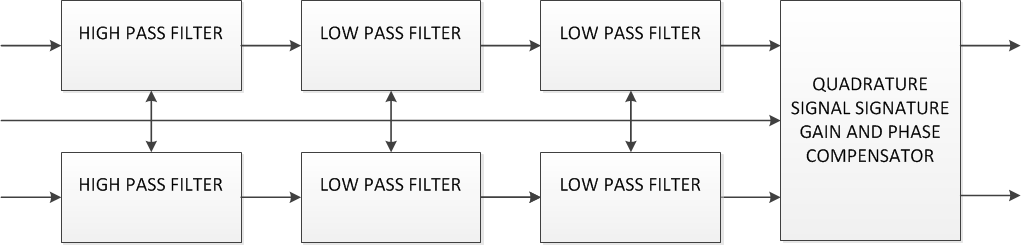 HIGH PASS FILTER
LOW PASS FILTER
LOW PASS FILTER
QUADRATURE
SIGNAL SIGNATURE
GAIN AND PHASE
COMPENSATOR
HIGH PASS FILTER
LOW PASS FILTER
LOW PASS FILTER